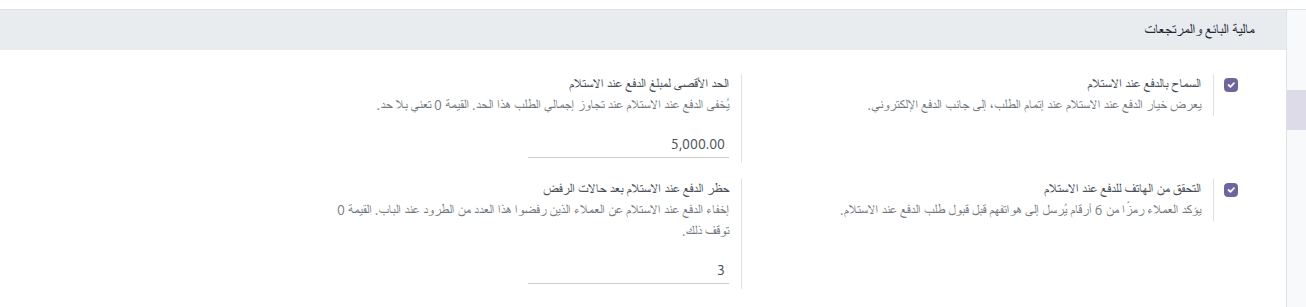 مالية البائع والمرتجعات
السماح بالدفع عند الاستلام
يعرض خيار الدفع عند الاستلام عند إتمام الطلب، إلى جانب الدفع الإلكتروني.
الحد الأقصى لمبلغ الدفع عند الاستلام
يُخفى الدفع عند الاستلام عند تجاوز إجمالي الطلب هذا الحد. القيمة 0 تعني بلا حد.
5,000.00
التحقق من الهاتف للدفع عند الاستلام
يؤكد العملاء رمزًا من 6 أرقام يُرسل إلى هواتفهم قبل قبول طلب الدفع عند الاستلام.
حظر الدفع عند الاستلام بعد حالات الرفض
إخفاء الدفع عند الاستلام عن العملاء الذين رفضوا هذا العدد من الطرود عند الباب. القيمة 0
توقف ذلك.
3